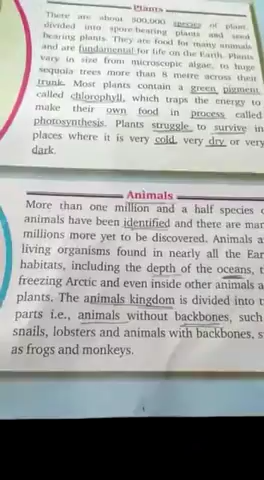 Plants
There are about 500,000 species of plant,
divided into spore bearing plants and seed
bearing plants. They are food for many animals
and are fundamental for life on the Earth. Plants
vary in size from microscopic algae, to huge
sequoia trees more than 8 metre across their
trunk. Most plants contain a green pigment
called chlorophyll, which traps the energy to
make their own food in process called
photosynthesis. Plants struggle to survive in
places where it is very cold, very dry or very
dark.
Animals
More than one million and a half species
animals have been identified and there are
millions more yet to be discovered. Animals
living organisms found in nearly all the
habitats, including the depth of the oceans,
freezing Arctic and even inside other animals
plants. The animals kingdom is divided into
parts i.e., animals without backbones, such
snails, lobsters and animals with backbones,
as frogs and monkeys.